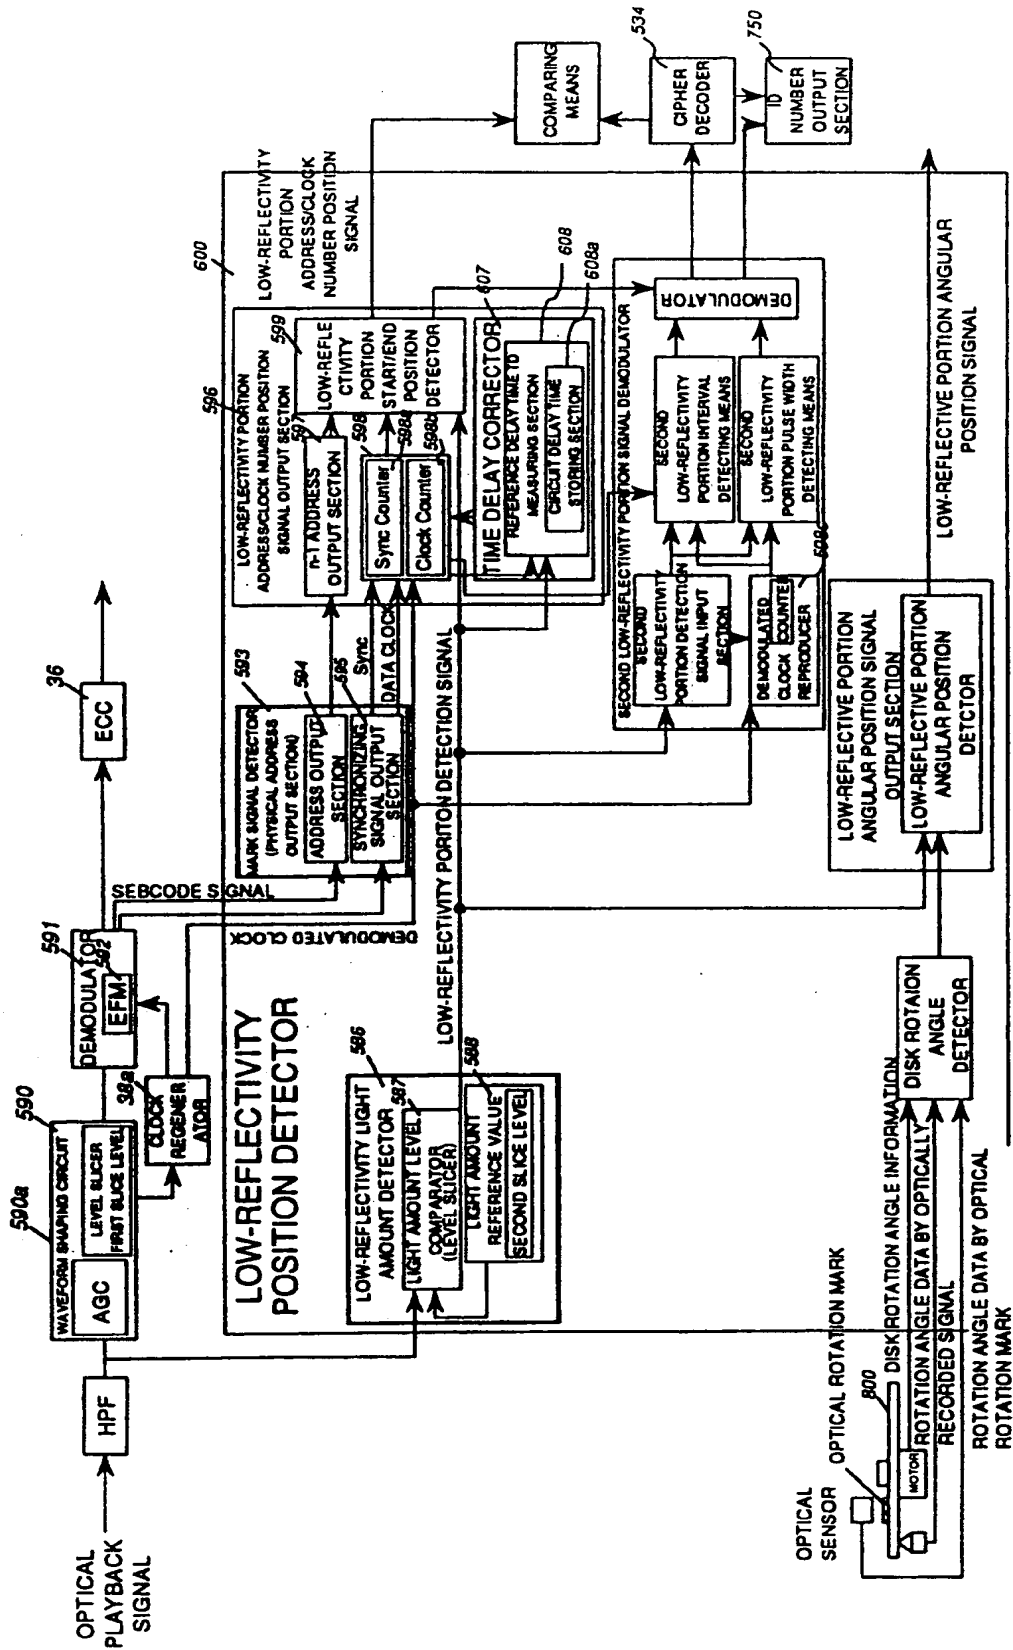 OPTICAL
PLAYBACK
SIGNAL
HPF
590a
590
WAVEFORM SHAPING CIRCUIT
AGC
LEVEL SLICER
FIRST SLICE LEVEL
38a
CLOCK
REGENER
ATOR
591
DEMODULATOR
592
EFM
36
ECC
SEBCODE SIGNAL
DEMODULATED CLOCK
600
LOW-REFLECTIVITY
POSITION DETECTOR
586
LOW-REFLECTIVITY LIGHT
AMOUNT DETECTOR
587
LIGHT AMOUNT LEVEL
COMPARATOR
(LEVEL SLICER)
588
LIGHT AMOUNT
REFERENCE VALUE
SECOND SLICE LEVEL
LOW-REFLECTIVITY PORITON DETECTION SIGNAL
593
MARK SIGNAL DETECTOR
(PHYSICAL ADDRESS
OUTPUT SECTION)
594
ADDRESS OUTPUT
SECTION
595
SYNCHRONIZING
SIGNAL OUTPUT
SECTION
Sync
DATA CLOCK
596
LOW-REFLECTIVITY PORTION
ADDRESS/CLOCK NUMBER POSITION
SIGNAL OUTPUT SECTION
597
n-1 ADDRESS
OUTPUT SECTION
598
598a
Sync Counter
598b
Clock Counter
599
LOW-REFLE
CTIVITY
PORTION
START/END
POSITION
DETECTOR
LOW-REFLECTIVITY
PORTION
ADDRESS/CLOCK
NUMBER POSITION
SIGNAL
607
TIME DELAY CORRECTOR
608
REFERENCE DELAY TIME TD
MEASURING SECTION
608a
CIRCUIT DELAY TIME
STORING SECTION
SECOND LOW-REFLECTIVITY PORTION SIGNAL DEMODULATOR
SECOND
LOW-REFLECTIVITY
PORTION DETECTION
SIGNAL INPUT
SECTION
DEMODULATED
CLOCK COUNTER
REPRODUCER
SECOND
LOW-REFLECTIVITY
PORTION INTERVAL
DETECTING MEANS
SECOND
LOW-REFLECTIVITY
PORTION PULSE WIDTH
DETECTING MEANS
DEMODULATOR
COMPARING
MEANS
534
CIPHER
DECODER
750
ID
NUMBER
OUTPUT
SECTION
LOW-REFLECTIVE PORTION
ANGULAR POSITION SIGNAL
OUTPUT SECTION
LOW-REFLECTIVE PORTION
ANGULAR POSITION
DETCTOR
LOW-REFLECTIVE PORTION ANGULAR
POSITION SIGNAL
DISK ROTAION
ANGLE
DETECTOR
OPTICAL
SENSOR
OPTICAL ROTATION MARK
800
MOTOR
DISK ROTATION ANGLE INFORMATION
ROTATION ANGLE DATA BY OPTICALLY
RECORDED SIGNAL
ROTATION ANGLE DATA BY OPTICAL
ROTATION MARK